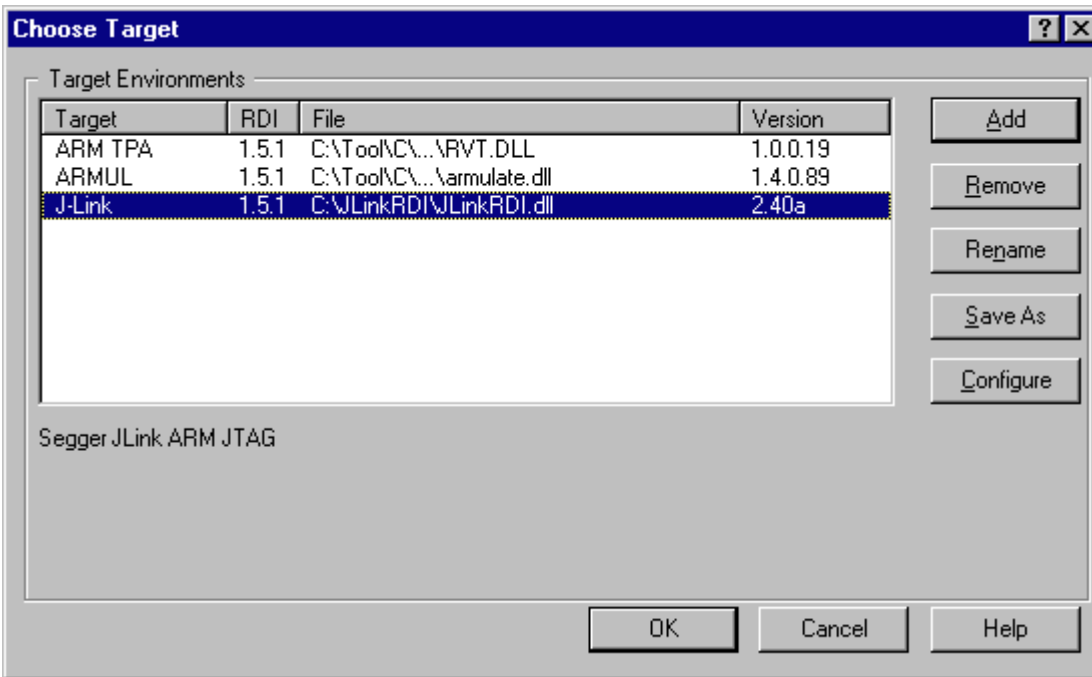 Choose Target
Target Environments
Target RDI File Version
ARM TPA 1.5.1 C:\Tool\C\...\RVT.DLL 1.0.0.19
ARMUL 1.5.1 C:\Tool\C\...\armulate.dll 1.4.0.89
J-Link 1.5.1 C:\JLinkRDI\JLinkRDI.dll 2.40a
Add
Remove
Rename
Save As
Configure
Segger JLink ARM JTAG
OK Cancel Help